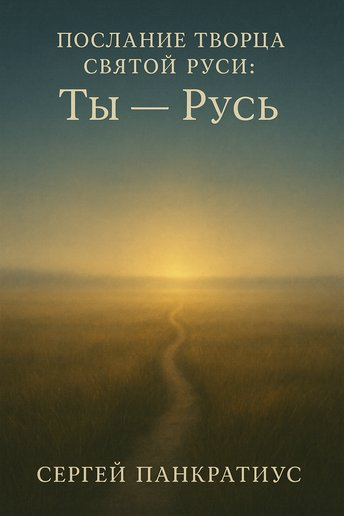 ПОСЛАНИЕ ТВОРЦА
СВЯТОЙ РУСИ:
Ты — Русь
СЕРГЕЙ ПАНКРАТИУС